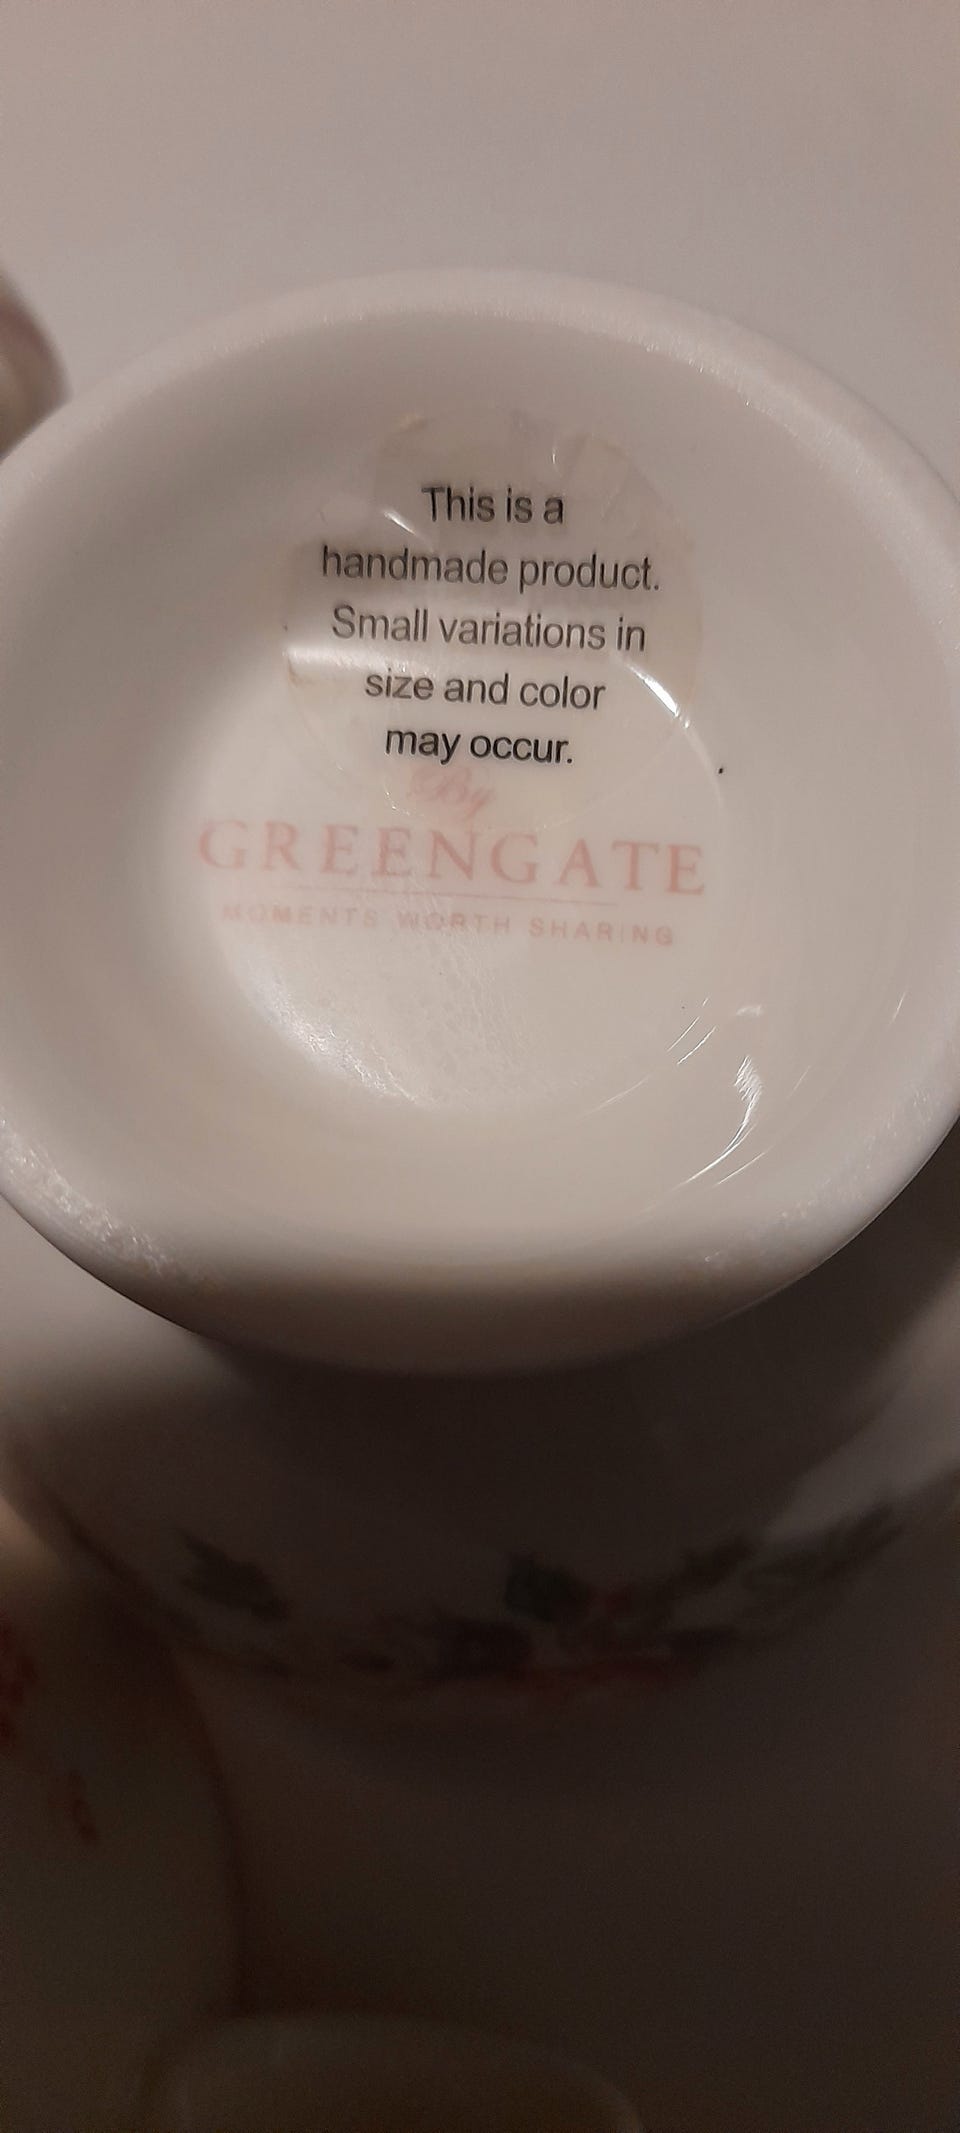 This is a
handmade product.
Small variations in
size and color
may occur.
By
GREENGATE
MOMENTS WORTH SHARING